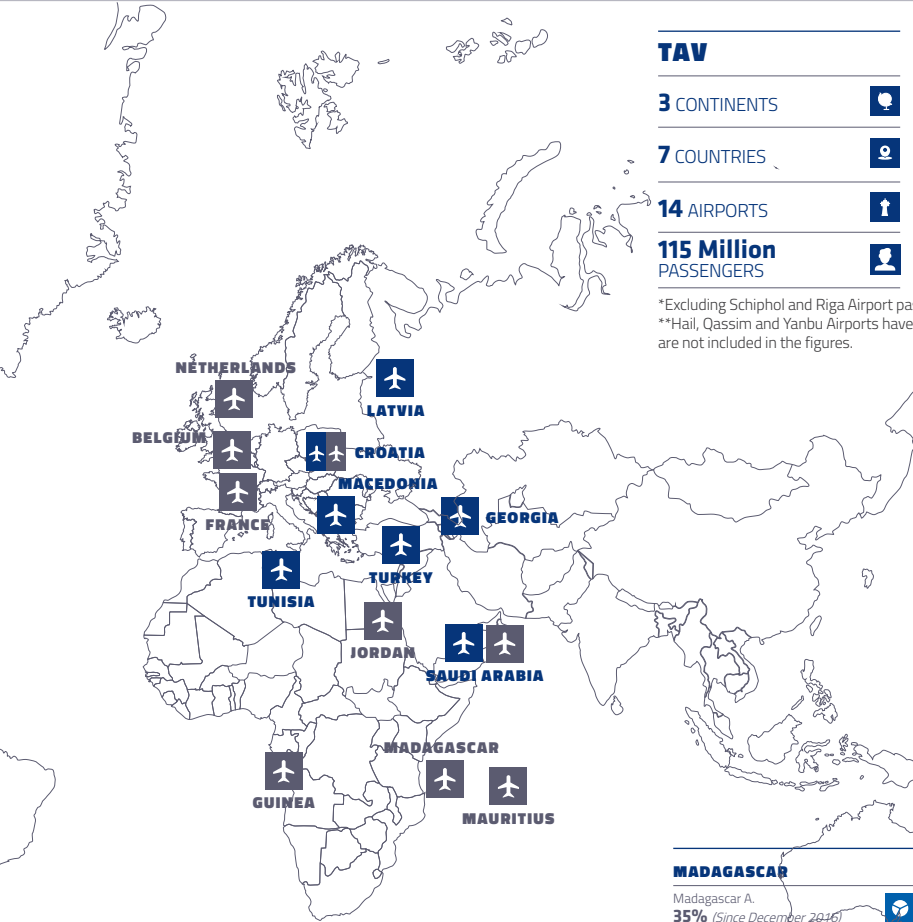 TAV
3 CONTINENTS
7 COUNTRIES
14 AIRPORTS
115 Million
PASSENGERS
*Excluding Schiphol and Riga Airport
**Hail, Qassim and Yanbu Airports have
are not included in the figures.
NETHERLANDS
LATVIA
BELGIUM
CROATIA
MACEDONIA
FRANCE
GEORGIA
TURKEY
TUNISIA
JORDAN
SAUDI ARABIA
MADAGASCAR
GUINEA
MAURITIUS
MADAGASCAR
Madagascar A.
35% (Since December 2016)